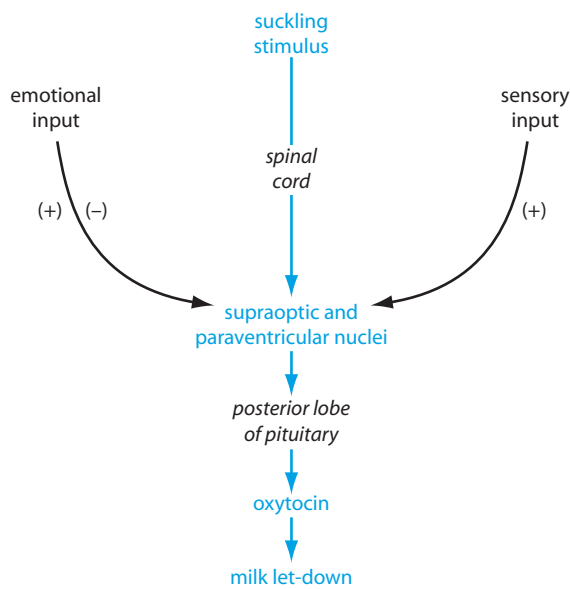 suckling
stimulus
emotional
input
sensory
input
spinal
cord
(+) (–)
(+)
supraoptic and
paraventricular nuclei
posterior lobe
of pituitary
oxytocin
milk let-down